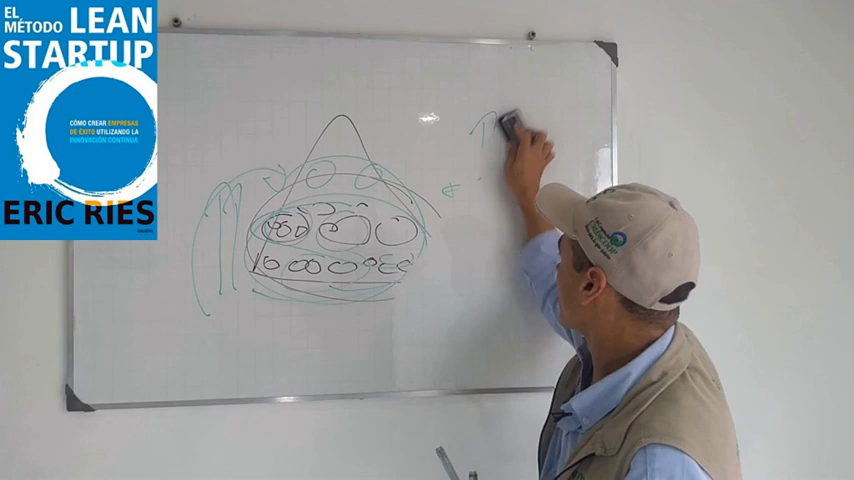 EL
MÉTODO LEAN
STARTUP
CÓMO CREAR EMPRESAS
DE ÉXITO UTILIZANDO LA
INNOVACIÓN CONTINUA
ERIC RIES